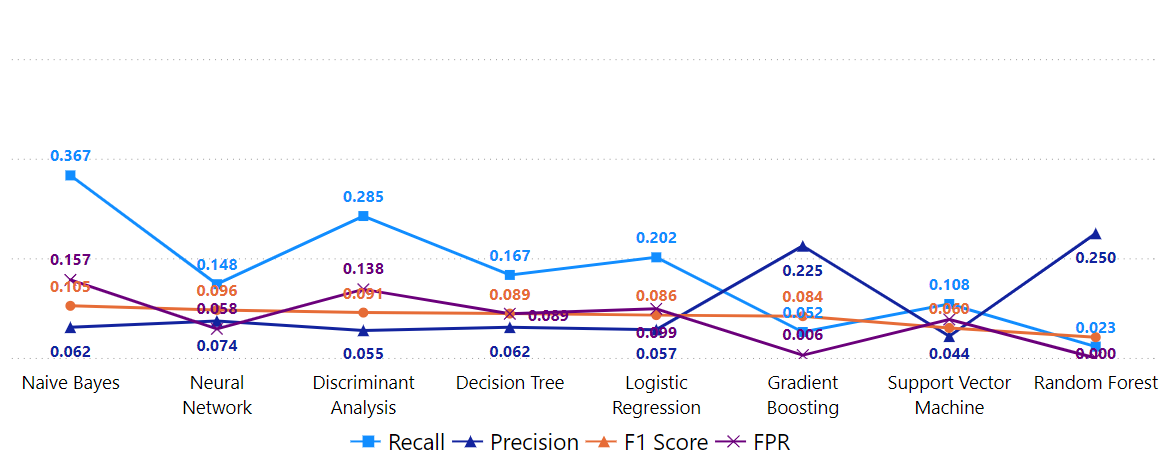 0.367
0.285
0.202
0.157
0.148
0.138
0.167
0.108
0.105
0.096
0.091
0.089
0.086
0.084
0.225
0.250
0.058
0.089
0.099
0.052
0.006
0.060
0.023
0.000
0.062
0.074
0.055
0.062
0.057
0.044
Naive Bayes
Neural
Network
Discriminant
Analysis
Decision Tree
Logistic
Regression
Gradient
Boosting
Support Vector
Machine
Random Forest
Recall Precision F1 Score FPR